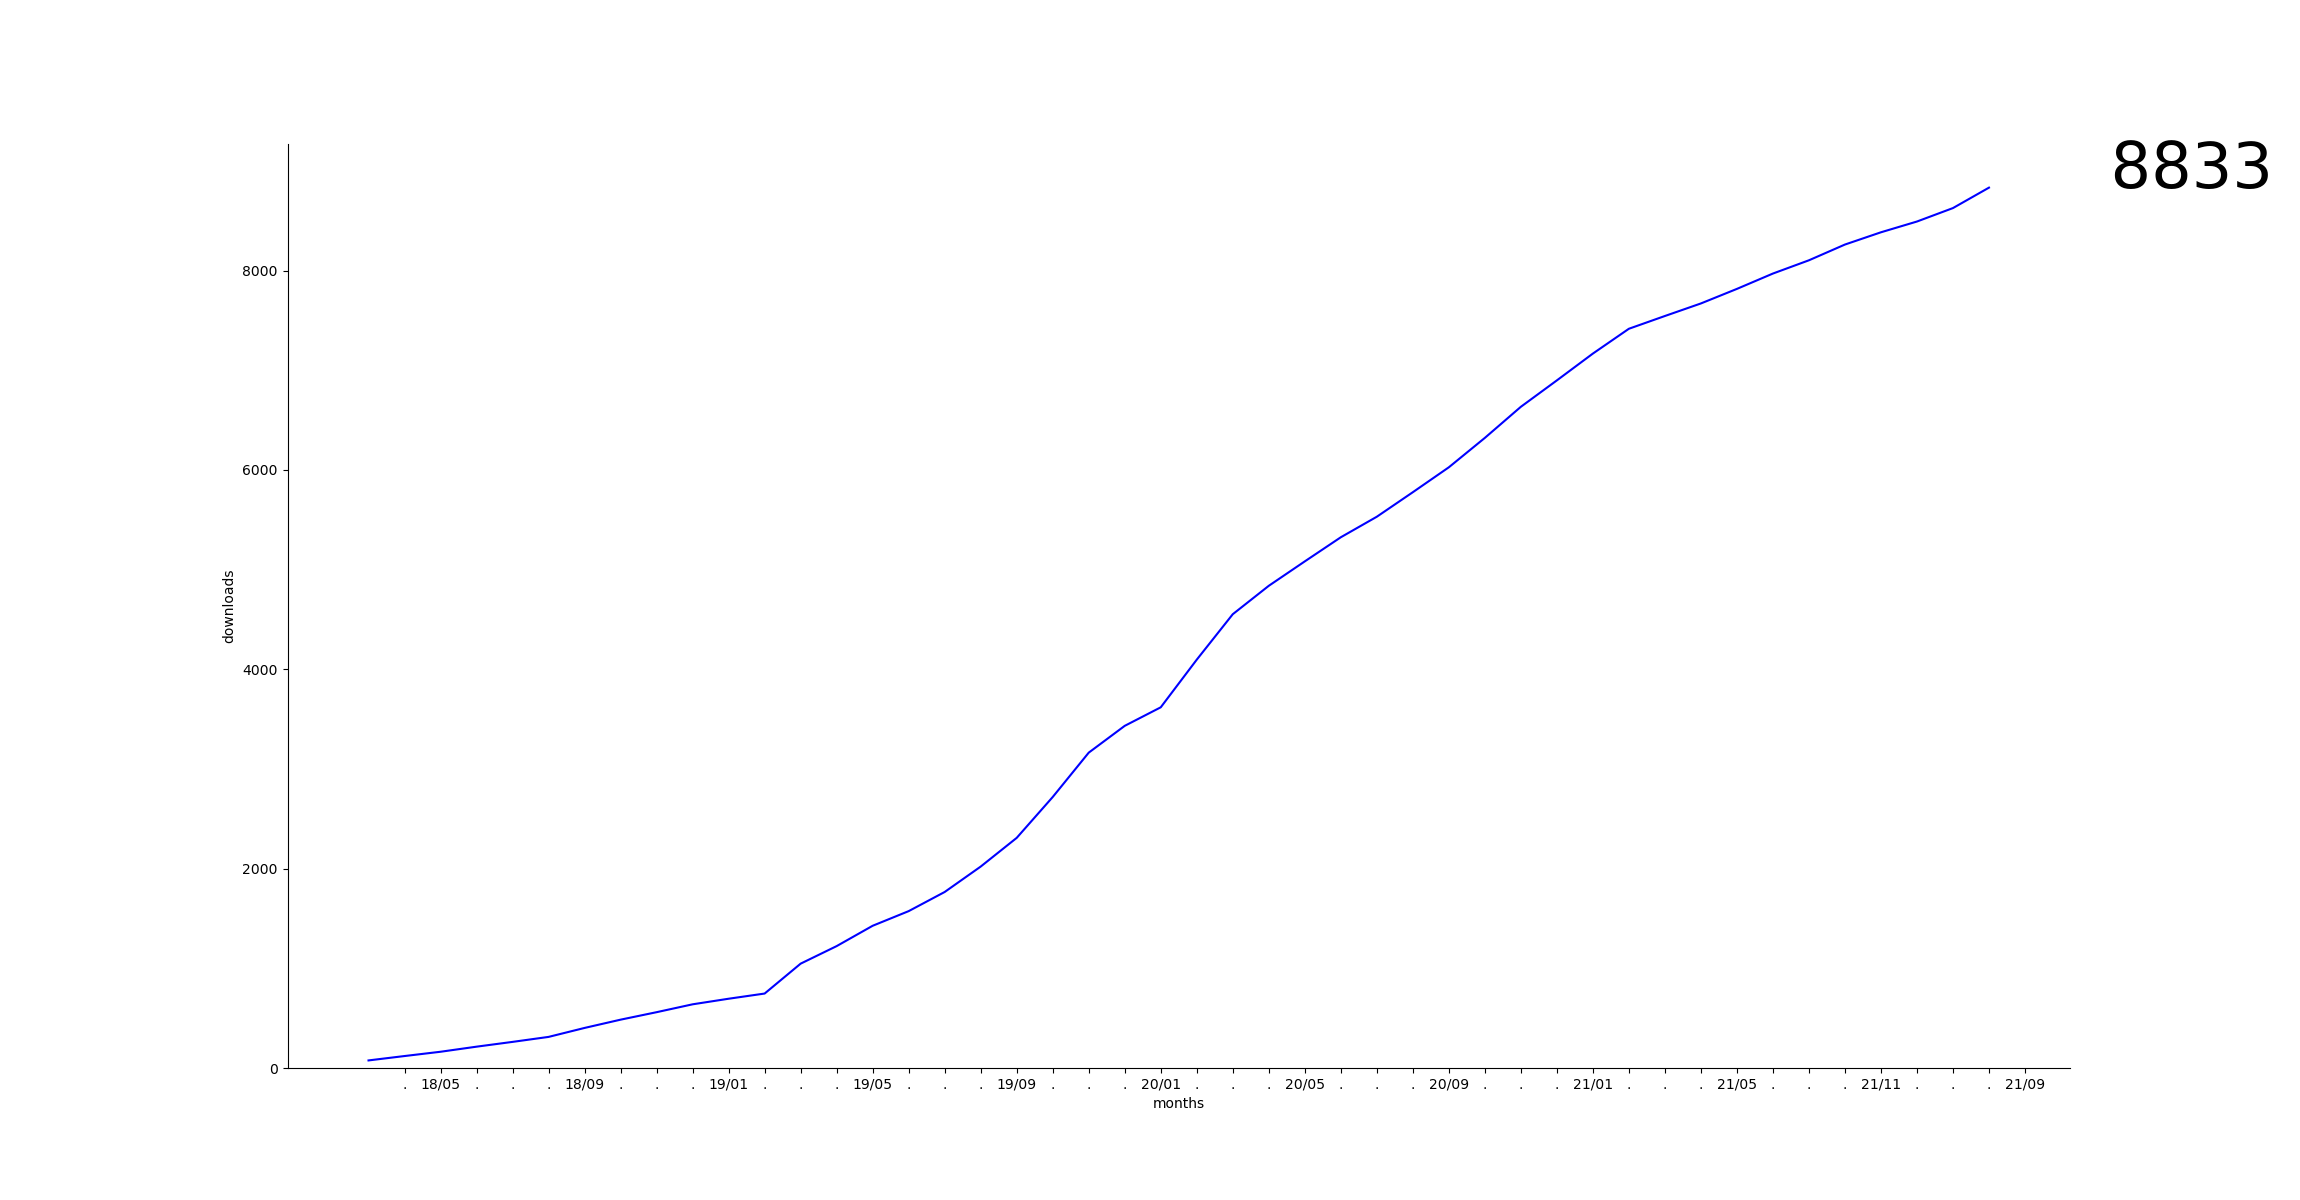 8833
8000
6000
4000
2000
0
downloads
. 18/05 . . . 18/09 . . . 19/01 . . . 19/05 . . . 19/09 . . . 20/01 . . . 20/05 . . . 20/09 . . . 21/01 . . . 21/05 . . . 21/11 . . . 21/09
months